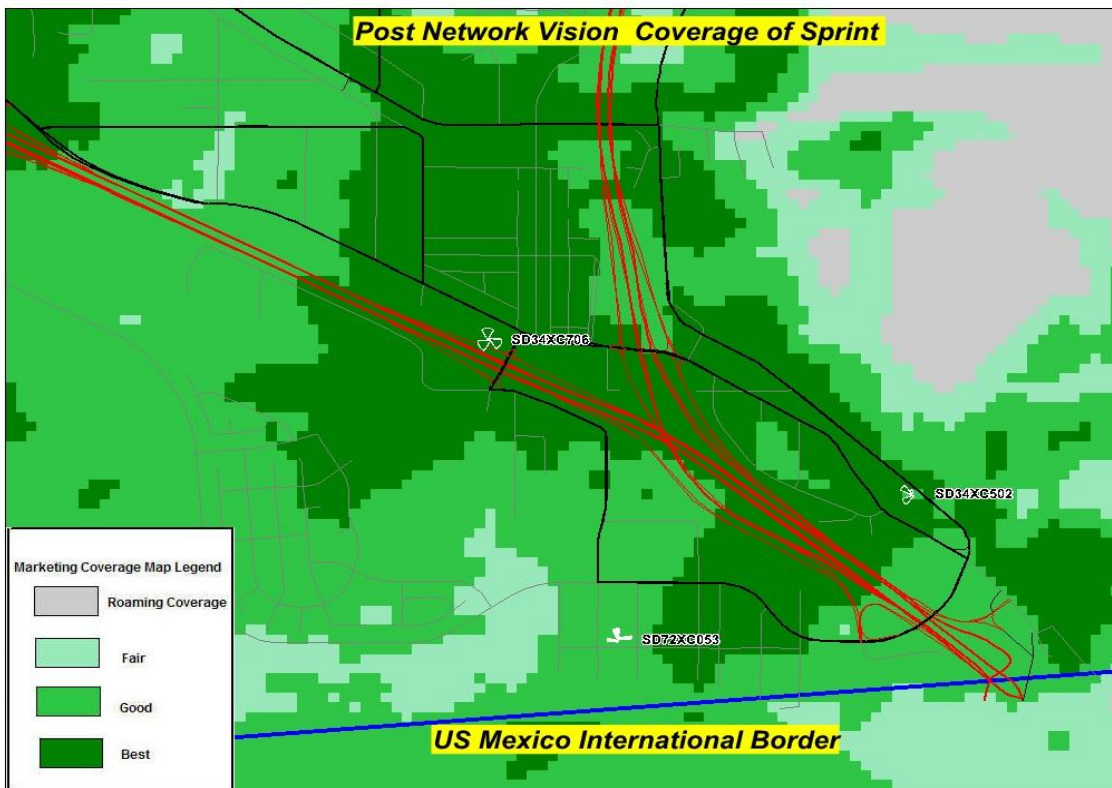 Post Network Vision Coverage of Sprint
SD34XC706
SD34XC502
SD72XC053
US Mexico International Border
Marketing Coverage Map Legend
Roaming Coverage
Fair
Good
Best